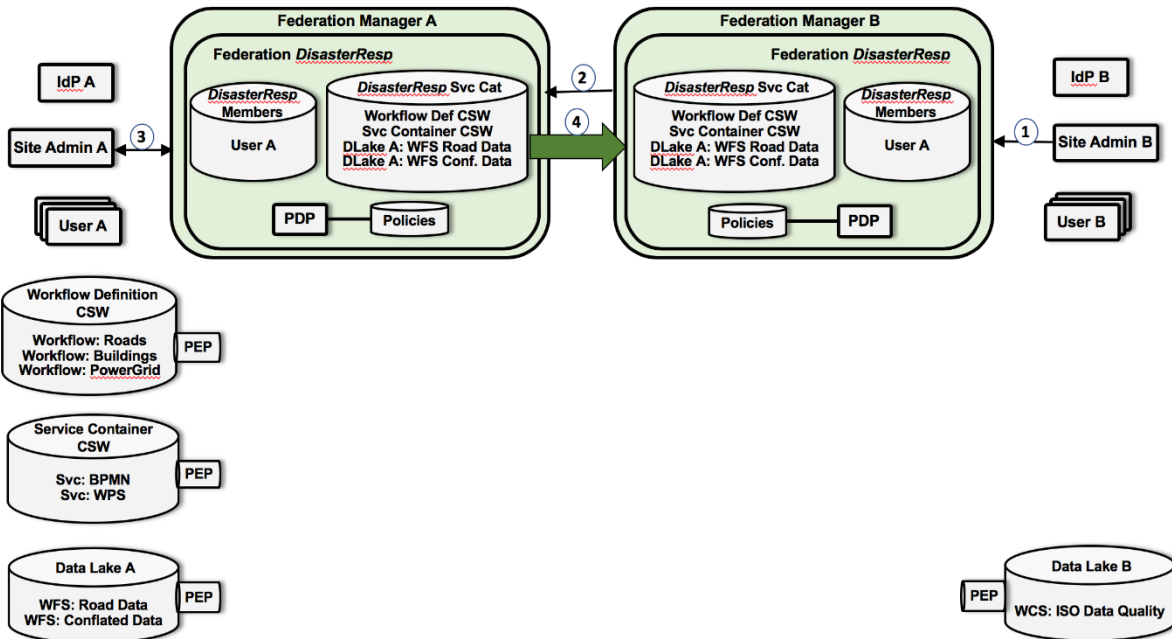 Federation Manager A
Federation DisasterResp
DisasterResp
Members
User A
DisasterResp Svc Cat
Workflow Def CSW
Svc Container CSW
DLake A: WFS Road Data
DLake A: WFS Conf. Data
PDP
Policies
Federation Manager B
Federation DisasterResp
DisasterResp Svc Cat
Workflow Def CSW
Svc Container CSW
DLake A: WFS Road Data
DLake A: WFS Conf. Data
DisasterResp
Members
User A
Policies
PDP
IdP A
Site Admin A
User A
3
2
4
1
IdP B
Site Admin B
User B
Workflow Definition
CSW
Workflow: Roads
Workflow: Buildings
Workflow: PowerGrid
PEP
Service Container
CSW
Svc: BPMN
Svc: WPS
PEP
Data Lake A
WFS: Road Data
WFS: Conflated Data
PEP
PEP
Data Lake B
WCS: ISO Data Quality